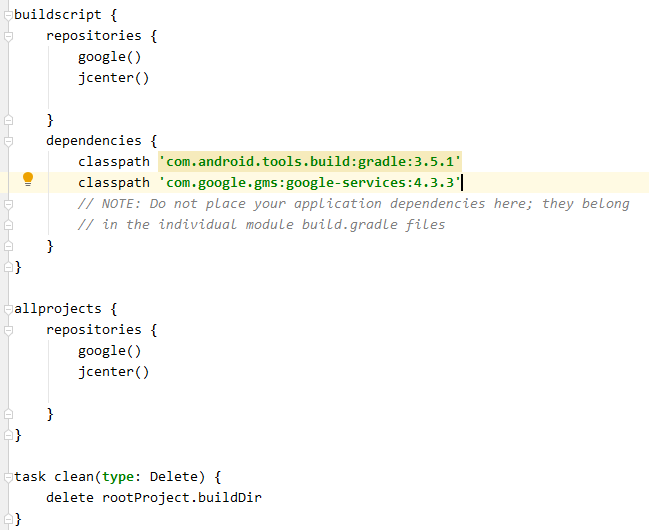 buildscript {
    repositories {
        google()
        jcenter()
    }
    dependencies {
        classpath 'com.android.tools.build:gradle:3.5.1'
        classpath 'com.google.gms:google-services:4.3.3'
        // NOTE: Do not place your application dependencies here; they belong
        // in the individual module build.gradle files
    }
}
allprojects {
    repositories {
        google()
        jcenter()
    }
}
task clean(type: Delete) {
    delete rootProject.buildDir
}